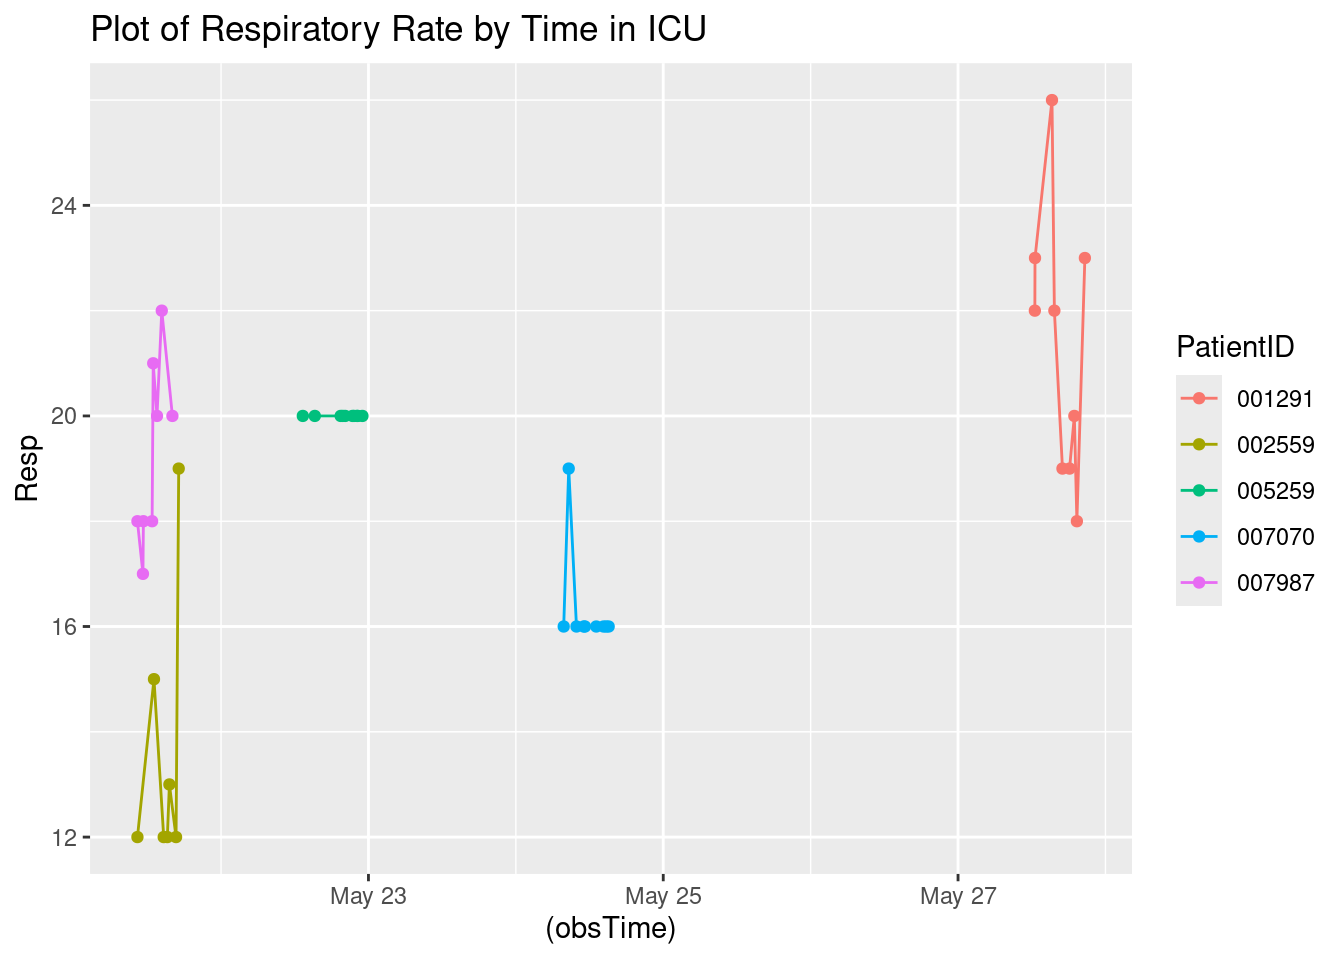 Plot of Respiratory Rate by Time in ICU
Resp
24
20
16
12
May 23
May 25
May 27
(obsTime)
PatientID
001291
002559
005259
007070
007987